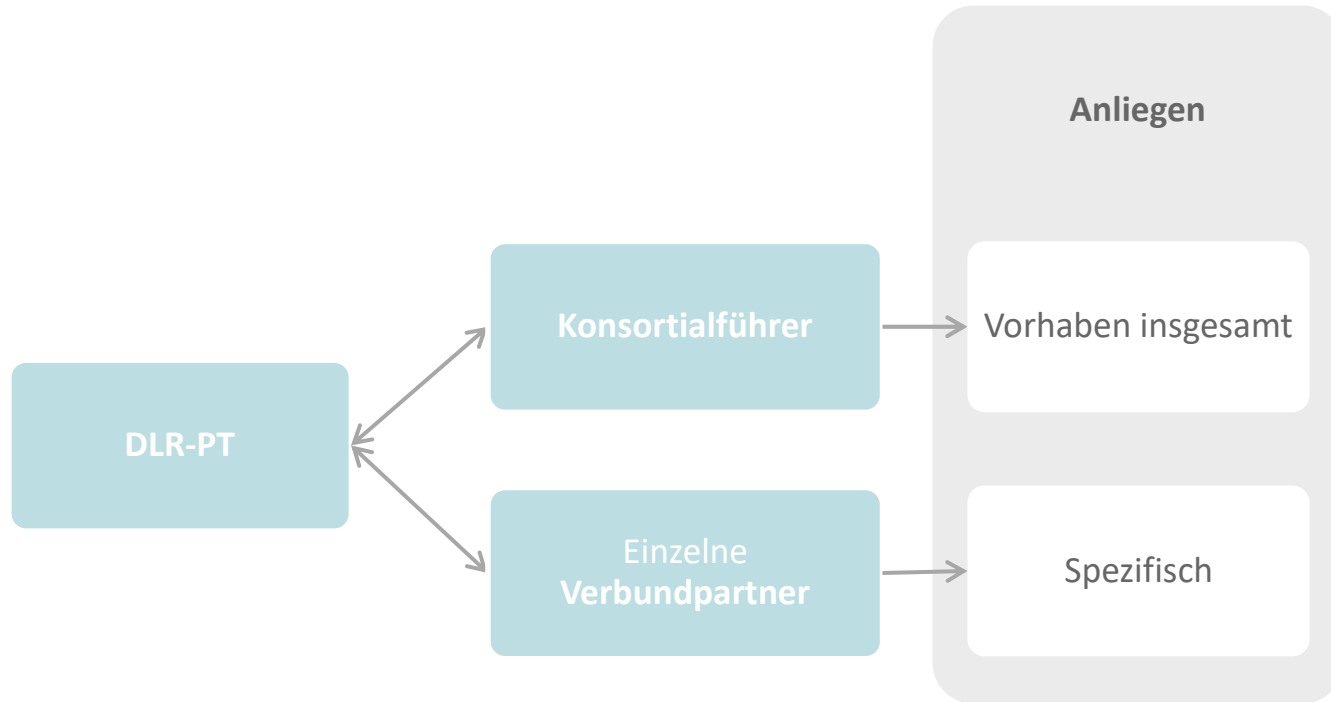 Anliegen
Konsortialführer
Vorhaben insgesamt
DLR-PT
Einzelne
Verbundpartner
Spezifisch